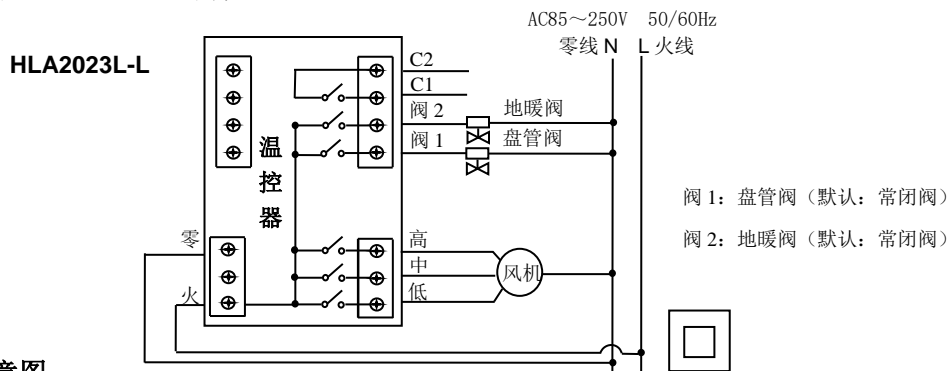 AC85～250V 50/60Hz
零线 N L 火线
HLA2023L-L
C2
C1
阀 2 地暖阀
阀 1 盘管阀
温
控
器
阀 1：盘管阀（默认：常闭阀）
阀 2：地暖阀（默认：常闭阀）
零
高
中
风机
火
低
意图